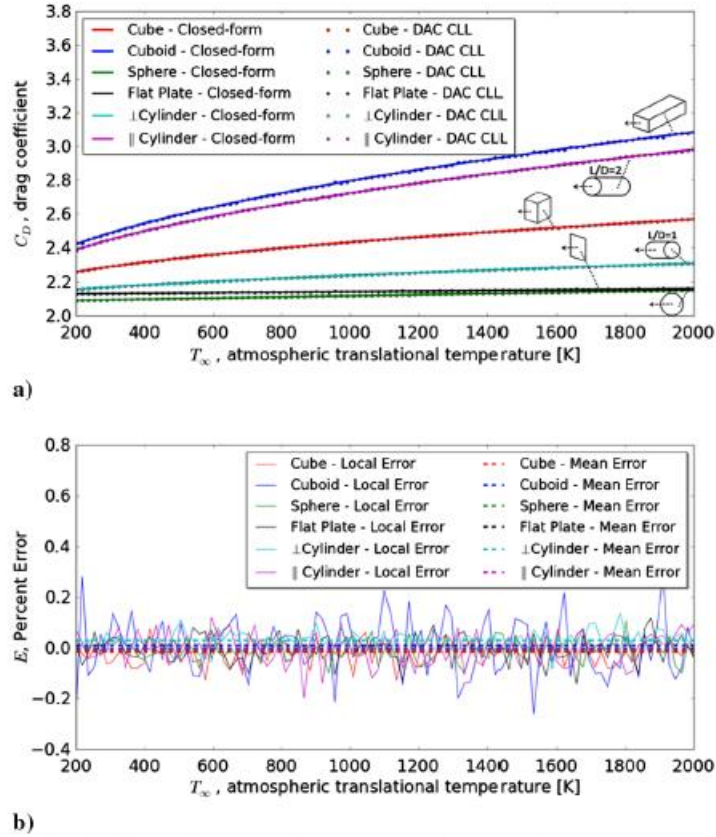 3.8
3.6
3.4
3.2
3.0
2.8
2.6
2.4
2.2
2.0
C_D, drag coefficient
Cube - Closed-form
Cuboid - Closed-form
Sphere - Closed-form
Flat Plate - Closed-form
⊥Cylinder - Closed-form
∥ Cylinder - Closed-form
Cube - DAC CLL
Cuboid - DAC CLL
Sphere - DAC CLL
Flat Plate - DAC CLL
⊥Cylinder - DAC CLL
∥ Cylinder - DAC CLL
L/D=2
L/D=1
200 400 600 800 1000 1200 1400 1600 1800 2000
T_∞, atmospheric translational temperature [K]
a)
0.8
0.6
0.4
0.2
0.0
−0.2
−0.4
E, Percent Error
Cube - Local Error
Cuboid - Local Error
Sphere - Local Error
Flat Plate - Local Error
⊥Cylinder - Local Error
∥ Cylinder - Local Error
Cube - Mean Error
Cuboid - Mean Error
Sphere - Mean Error
Flat Plate - Mean Error
⊥Cylinder - Mean Error
∥ Cylinder - Mean Error
200 400 600 800 1000 1200 1400 1600 1800 2000
T_∞, atmospheric translational temperature [K]
b)